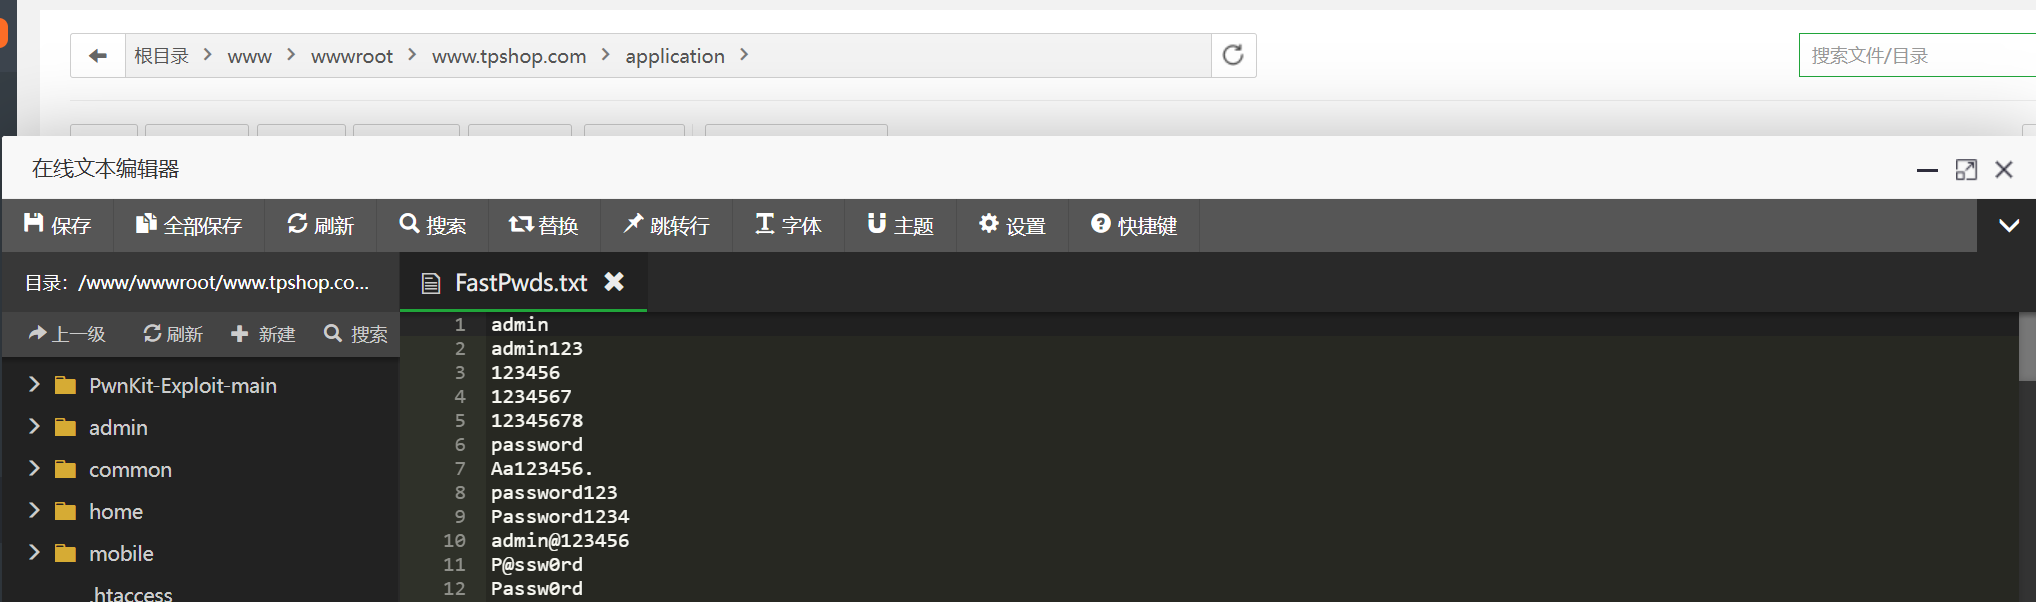 根目录 www wwwroot www.tpshop.com application
搜索文件/目录
在线文本编辑器
保存 全部保存 刷新 搜索 替换 跳转行 字体 主题 设置 快捷键
目录：/www/wwwroot/www.tpshop.co...
FastPwds.txt
上一级 刷新 新建 搜索
PwnKit-Exploit-main
admin
common
home
mobile
.htaccess
1 admin
2 admin123
3 123456
4 1234567
5 12345678
6 password
7 Aa123456.
8 password123
9 Password1234
10 admin@123456
11 P@ssw0rd
12 Passw0rd